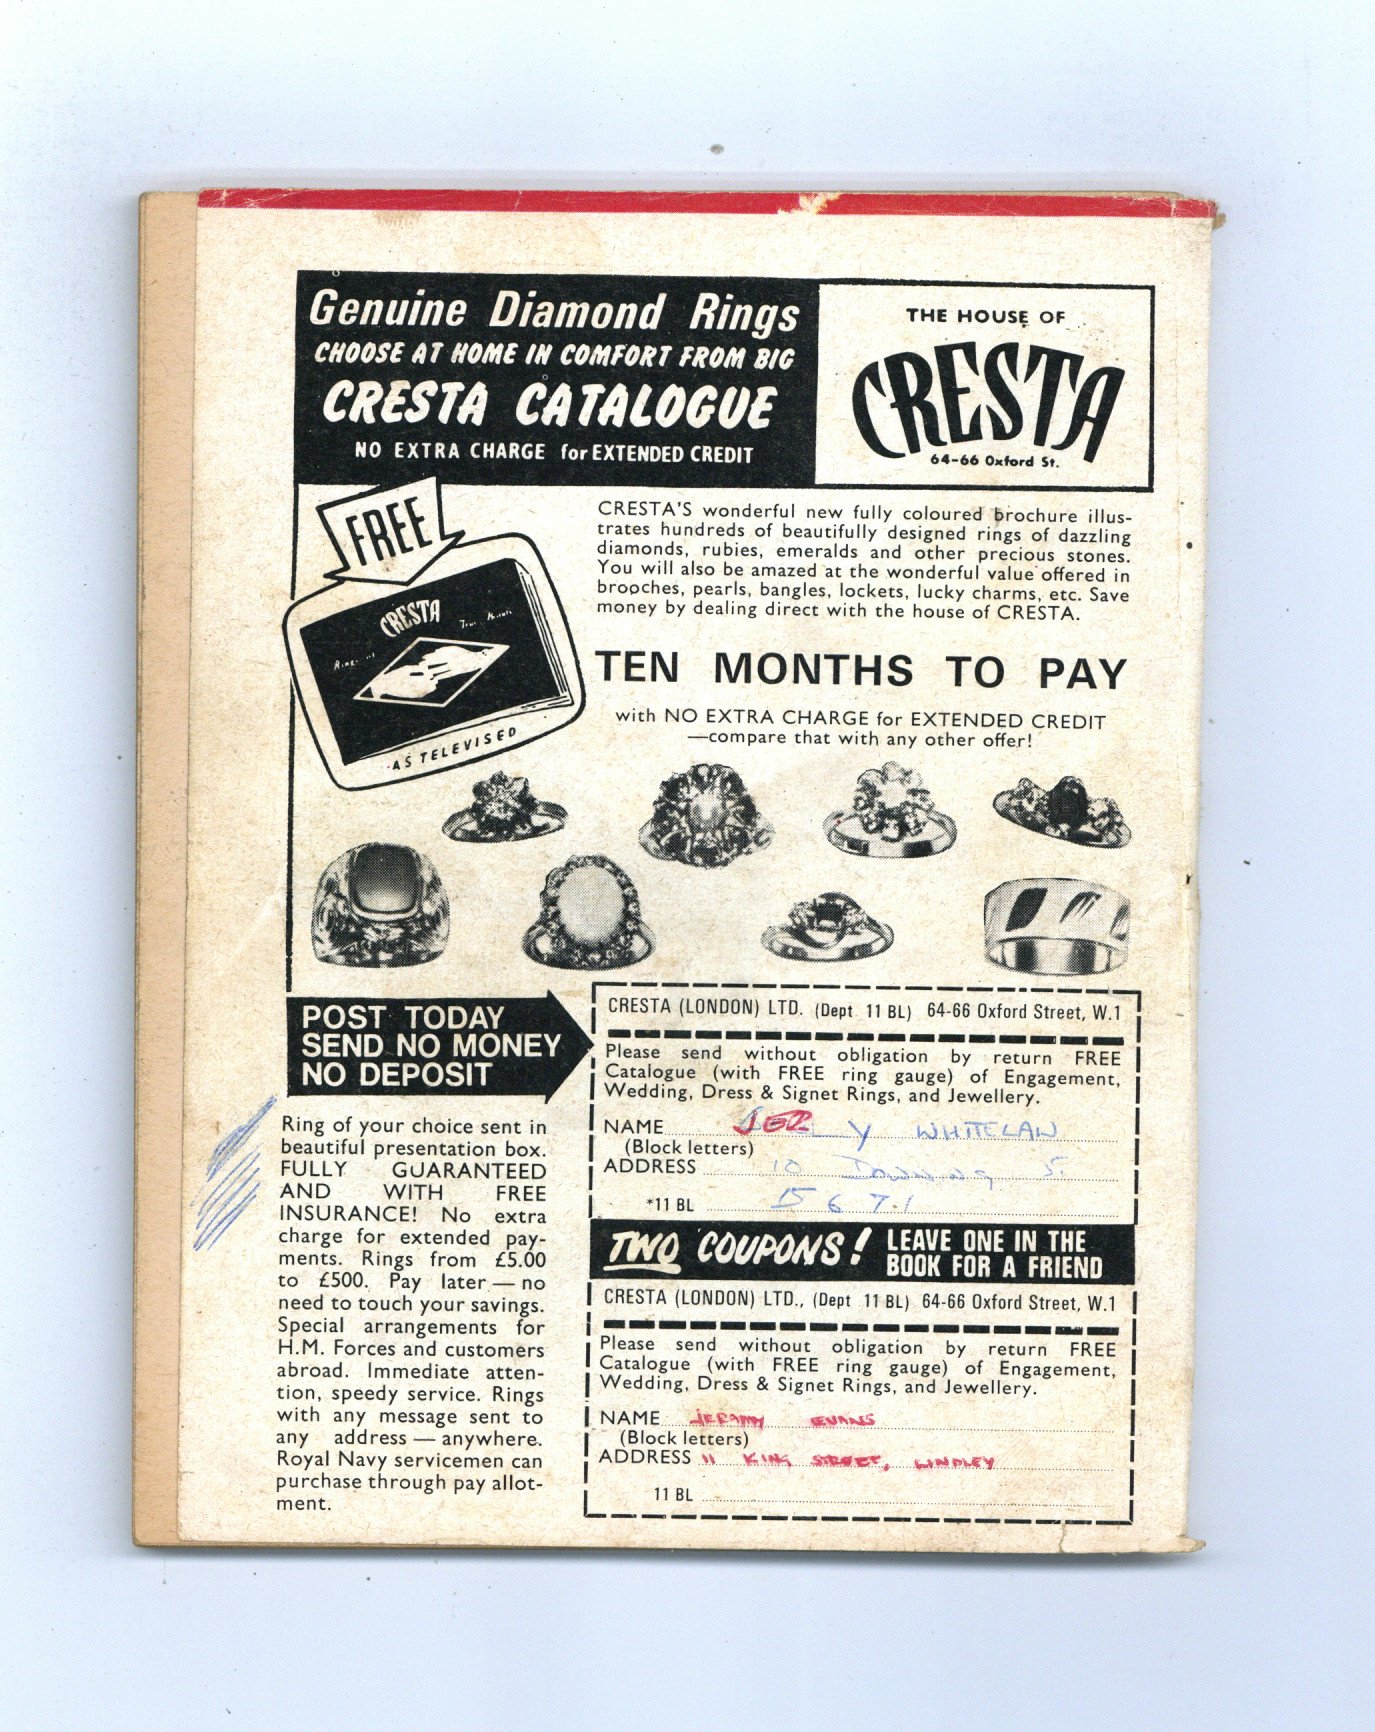 Genuine Diamond Rings
CHOOSE AT HOME IN COMFORT FROM BIG
CRESTA CATALOGUE
NO EXTRA CHARGE for EXTENDED CREDIT
THE HOUSE OF
CRESTA
64-66 Oxford St.
FREE
CRESTA
AS TELEVISED
CRESTA'S wonderful new fully coloured brochure illus-
trates hundreds of beautifully designed rings of dazzling
diamonds, rubies, emeralds and other precious stones.
You will also be amazed at the wonderful value offered in
brooches, pearls, bangles, lockets, lucky charms, etc. Save
money by dealing direct with the house of CRESTA.
TEN MONTHS TO PAY
with NO EXTRA CHARGE for EXTENDED CREDIT
—compare that with any other offer!
POST TODAY
SEND NO MONEY
NO DEPOSIT
Ring of your choice sent in
beautiful presentation box.
FULLY GUARANTEED
AND WITH FREE
INSURANCE! No extra
charge for extended pay-
ments. Rings from £5.00
to £500. Pay later — no
need to touch your savings.
Special arrangements for
H.M. Forces and customers
abroad. Immediate atten-
tion, speedy service. Rings
with any message sent to
any address — anywhere.
Royal Navy servicemen can
purchase through pay allot-
ment.
CRESTA (LONDON) LTD. (Dept 11 BL) 64-66 Oxford Street, W.1
Please send without obligation by return FREE
Catalogue (with FREE ring gauge) of Engagement,
Wedding, Dress & Signet Rings, and Jewellery.
NAME WHITELAW
(Block letters)
ADDRESS 10 Downing S.
*11 BL 15 6 7.1
TWO COUPONS! LEAVE ONE IN THE
BOOK FOR A FRIEND
CRESTA (LONDON) LTD., (Dept 11 BL) 64-66 Oxford Street, W.1
Please send without obligation by return FREE
Catalogue (with FREE ring gauge) of Engagement,
Wedding, Dress & Signet Rings, and Jewellery.
NAME EVANS
(Block letters)
ADDRESS 11 KING STREET, LINDLEY
11 BL